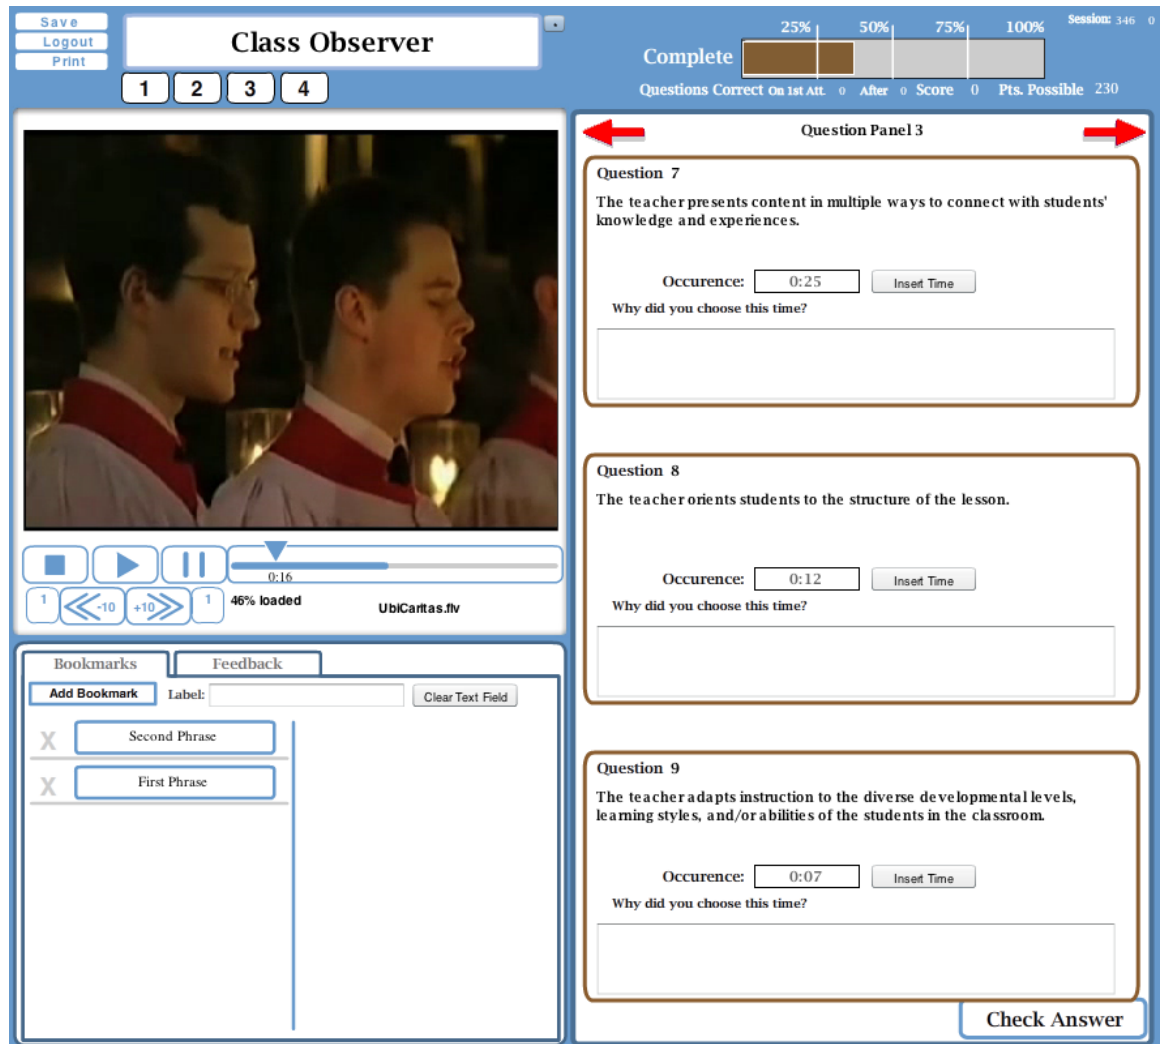 Save
Logout
Print
Class Observer
1 2 3 4
25% 50% 75% 100%
Session: 346 0
Complete
Questions Correct On 1st Att. 0 After 0 Score 0 Pts. Possible 230
0:16
1 -10 +10 1
46% loaded
UbiCaritas.flv
Bookmarks Feedback
Add Bookmark Label: Clear Text Field
X Second Phrase
X First Phrase
Question Panel 3
Question 7
The teacher presents content in multiple ways to connect with students'
knowledge and experiences.
Occurence: 0:25 Insert Time
Why did you choose this time?
Question 8
The teacher orients students to the structure of the lesson.
Occurence: 0:12 Insert Time
Why did you choose this time?
Question 9
The teacher adapts instruction to the diverse developmental levels,
learning styles, and/or abilities of the students in the classroom.
Occurence: 0:07 Insert Time
Why did you choose this time?
Check Answer